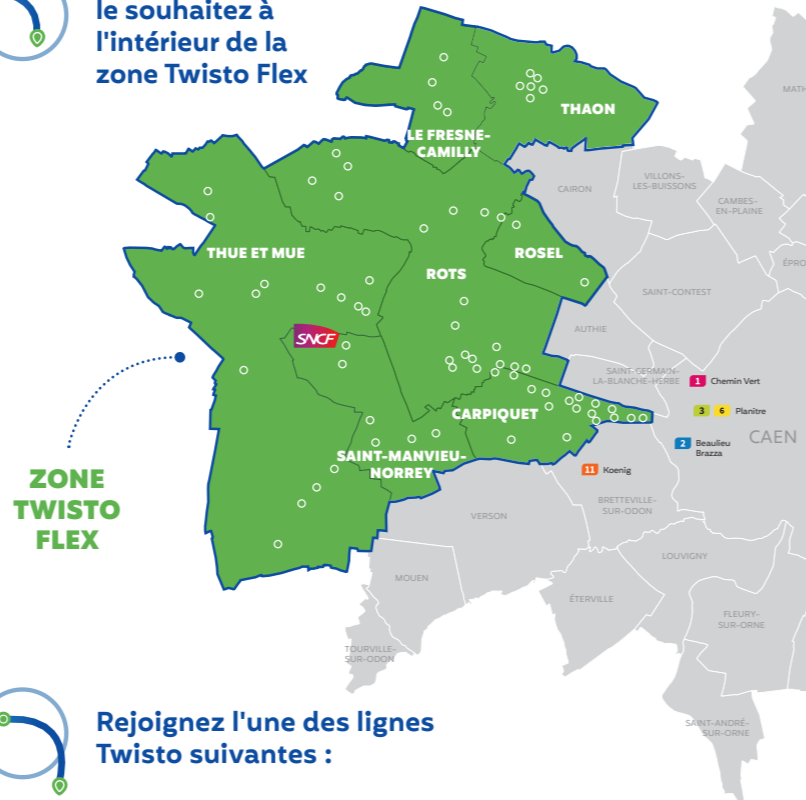 le souhaitez à
l'intérieur de la
zone Twisto Flex
THAON
LE FRESNE-
CAMILLY
CAIRON
VILLONS-
LES-BUISSONS
CAMBES-
EN-PLAINE
THUE ET MUE
ROTS
ROSEL
SAINT-CONTEST
AUTHIE
SNCF
SAINT-GERMAIN-
LA-BLANCHE-HERBE
1 Chemin Vert
3 6 Planitre
CARPIQUET
CAEN
2 Beaulieu
Brazza
SAINT-MANVIEU-
NORREY
11 Koenig
ZONE
TWISTO
FLEX
BRETTEVILLE-
SUR-ODON
VERSON
LOUVIGNY
MOUEN
ÉTERVILLE
FLEURY-
SUR-ORNE
TOURVILLE-
SUR-ODON
SAINT-ANDRÉ-
SUR-ORNE
Rejoignez l'une des lignes
Twisto suivantes :